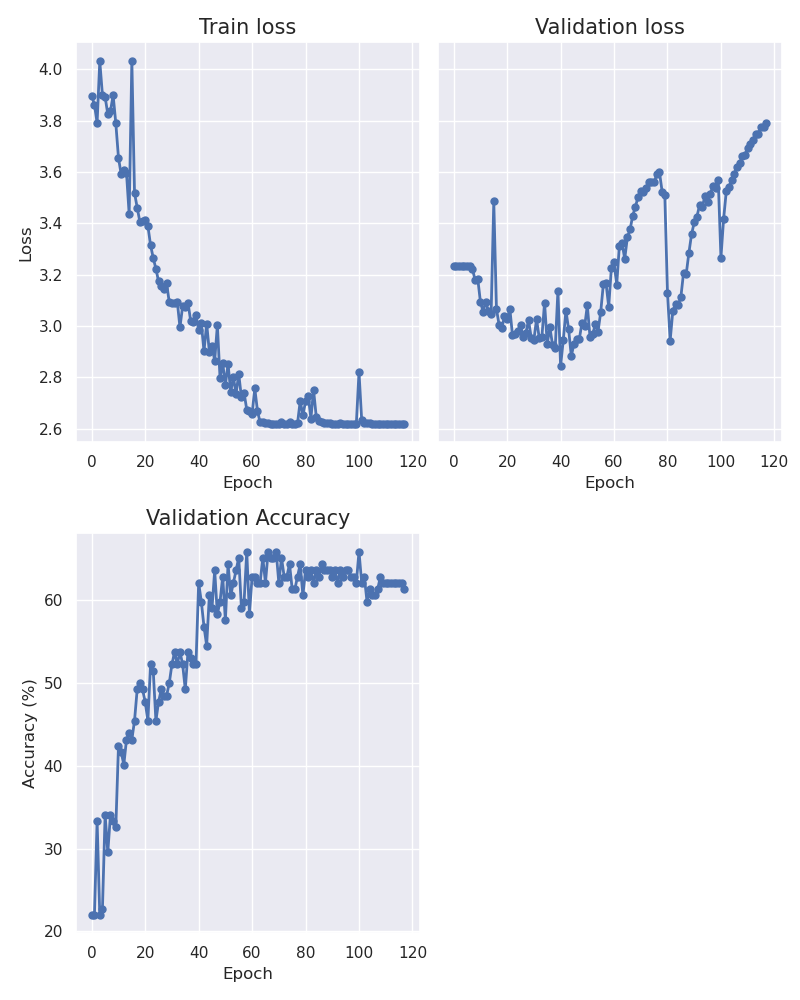 Train loss
Validation loss
Loss
4.0
3.8
3.6
3.4
3.2
3.0
2.8
2.6
0 20 40 60 80 100 120
0 20 40 60 80 100 120
Epoch
Epoch
Validation Accuracy
Accuracy (%)
60
50
40
30
20
0 20 40 60 80 100 120
Epoch